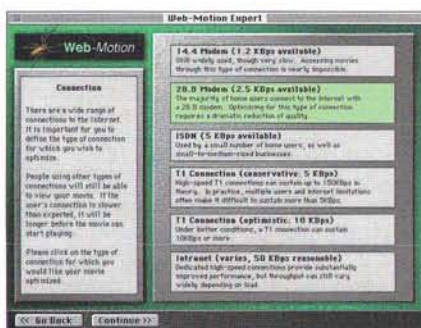 Web-Motion Expert
Web-Motion
Connection
There are a wide range of
connections to the Internet.
It is important for you to
define the type of connection
for which you wish to
optimize.
People using other types of
connections will still be able
to view your movie. If the
user's connection is slower
than expected, it will be
longer before the movie can
start playing.
Please click on the type of
connection for which you
would like your movie
optimized.
14.4 Modem (1.2 KBps available)
Still widely used, though very slow. Accessing movies
through this type of connection is nearly impossible.
28.8 Modem (2.5 KBps available)
The majority of home users connect to the Internet with
a 28.8 modem. Optimizing for this type of connection
requires a dramatic reduction of quality.
ISDN (5 KBps available)
Used by a small number of home users, as well as
small-to-medium-sized businesses.
T1 Connection (conservative: 5 KBps)
High-speed T1 connections can sustain up to 150KBps in
theory. In practice, multiple users and Internet limitations
often make it difficult to sustain more than 5KBps.
T1 Connection (optimistic: 10 KBps)
Under better conditions, a T1 connection can sustain
10KBps or more.
Intranet (varies, 50 KBps reasonable)
Dedicated high-speed connections provide substantially
improved performance, but throughput can still vary
widely depending on load.
<< Go Back
Continue >>